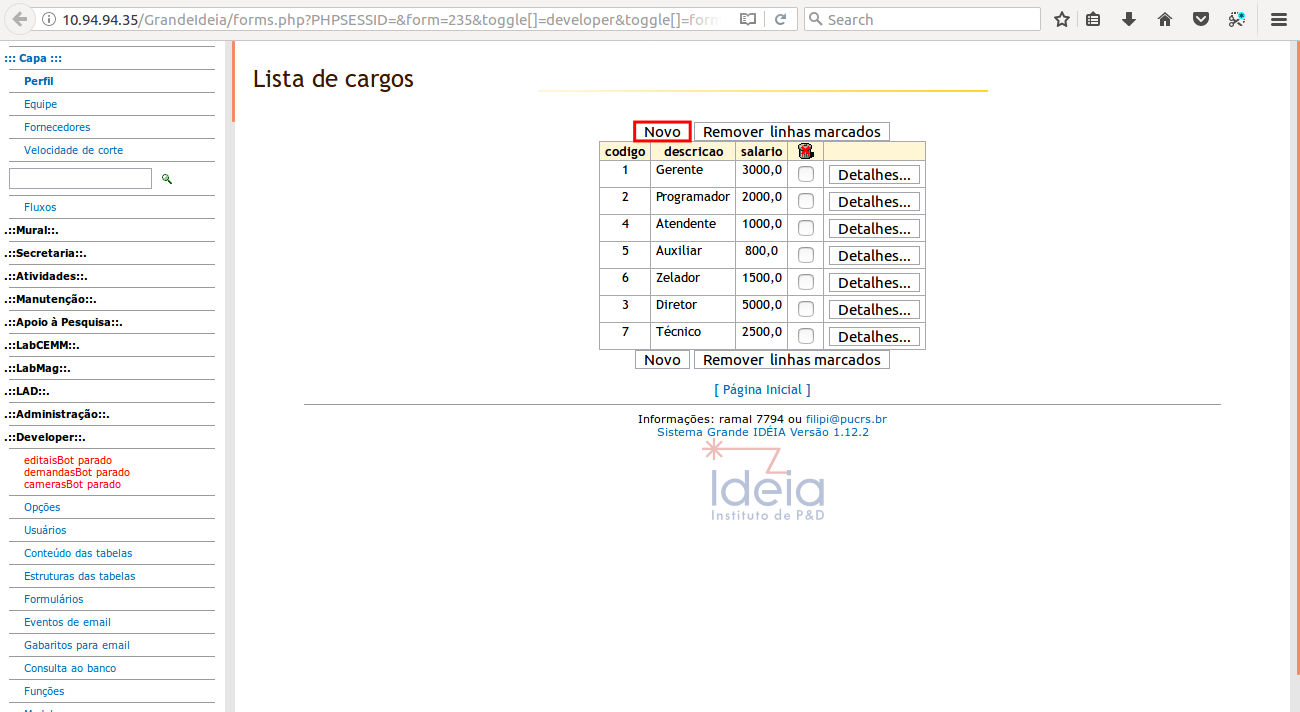 10.94.94.35/GrandeIdeia/forms.php?PHPSESSID=&form=235&toggle[]=developer&toggle[]=form
Search
::: Capa :::
Perfil
Equipe
Fornecedores
Velocidade de corte
Fluxos
.::Mural::.
.::Secretaria::.
.::Atividades::.
.::Manutenção::.
.::Apoio à Pesquisa::.
.::LabCEMM::.
.::LabMag::.
.::LAD::.
.::Administração::.
.::Developer::.
editaisBot parado
demandasBot parado
camerasBot parado
Opções
Usuários
Conteúdo das tabelas
Estruturas das tabelas
Formulários
Eventos de email
Gabaritos para email
Consulta ao banco
Funções
Lista de cargos
Novo Remover linhas marcados
codigo descricao salario
1 Gerente 3000,0 Detalhes...
2 Programador 2000,0 Detalhes...
4 Atendente 1000,0 Detalhes...
5 Auxiliar 800,0 Detalhes...
6 Zelador 1500,0 Detalhes...
3 Diretor 5000,0 Detalhes...
7 Técnico 2500,0 Detalhes...
Novo Remover linhas marcados
[ Página Inicial ]
Informações: ramal 7794 ou filipi@pucrs.br
Sistema Grande IDÉIA Versão 1.12.2
Ideia
Instituto de P&D